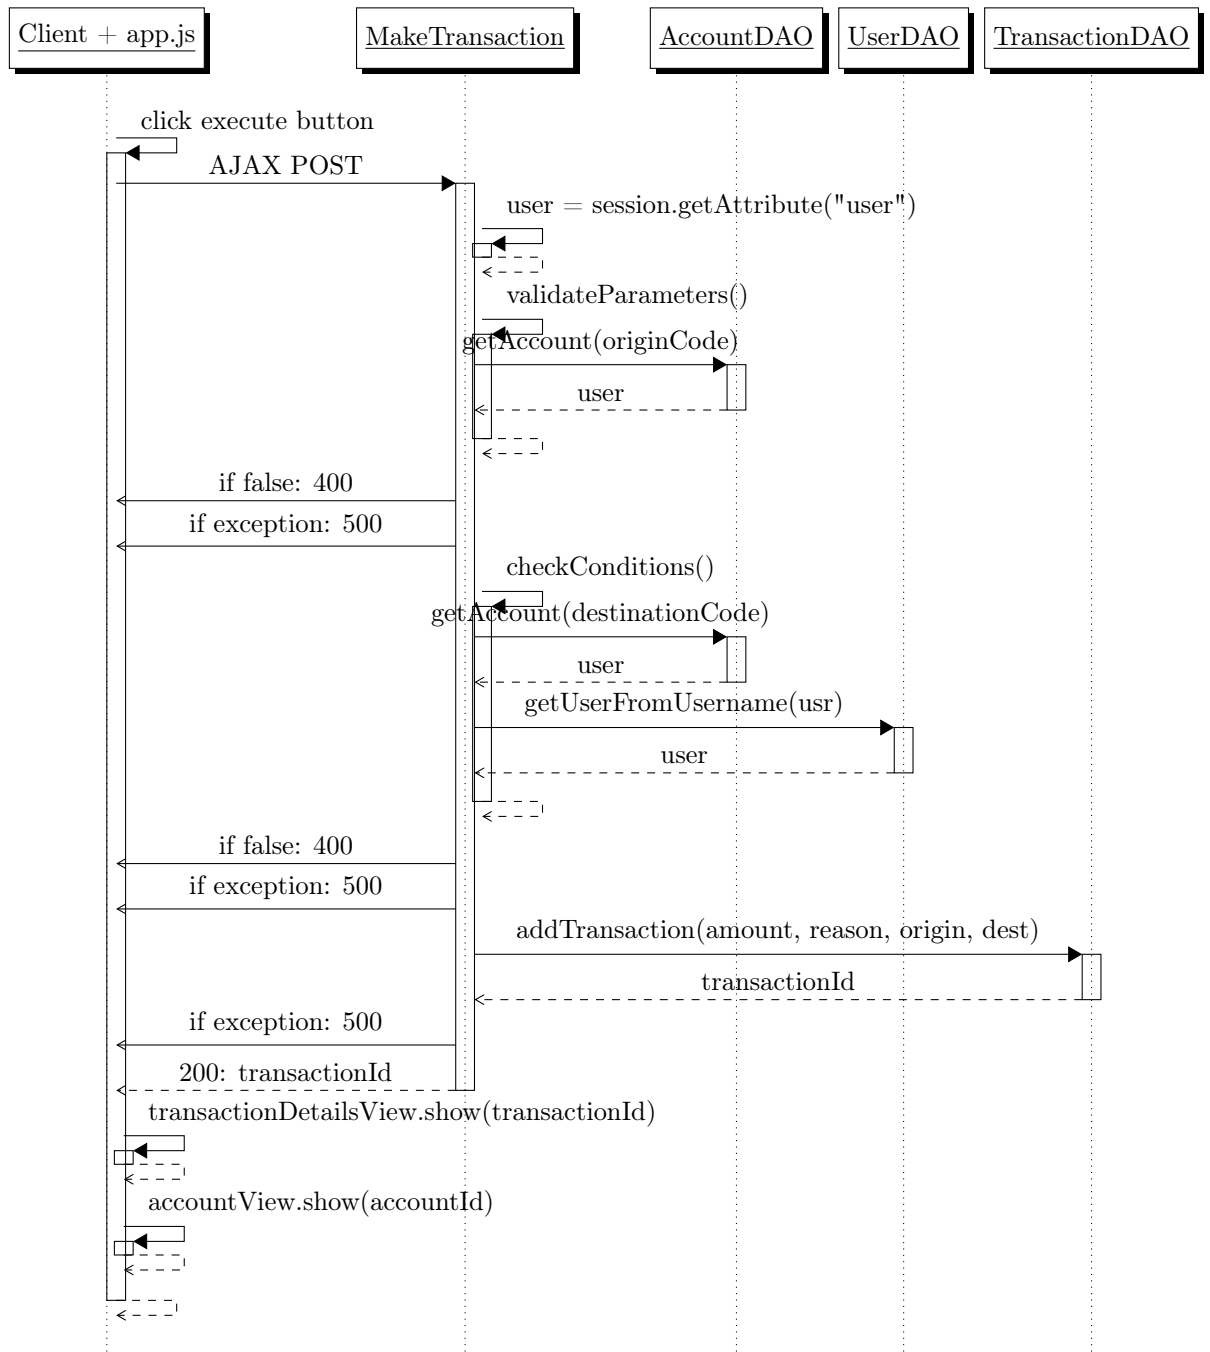 Client + app.js
MakeTransaction
AccountDAO
UserDAO
TransactionDAO
click execute button
AJAX POST
user = session.getAttribute("user")
validateParameters()
getAccount(originCode)
user
if false: 400
if exception: 500
checkConditions()
getAccount(destinationCode)
user
getUserFromUsername(usr)
user
if false: 400
if exception: 500
addTransaction(amount, reason, origin, dest)
transactionId
if exception: 500
200: transactionId
transactionDetailsView.show(transactionId)
accountView.show(accountId)